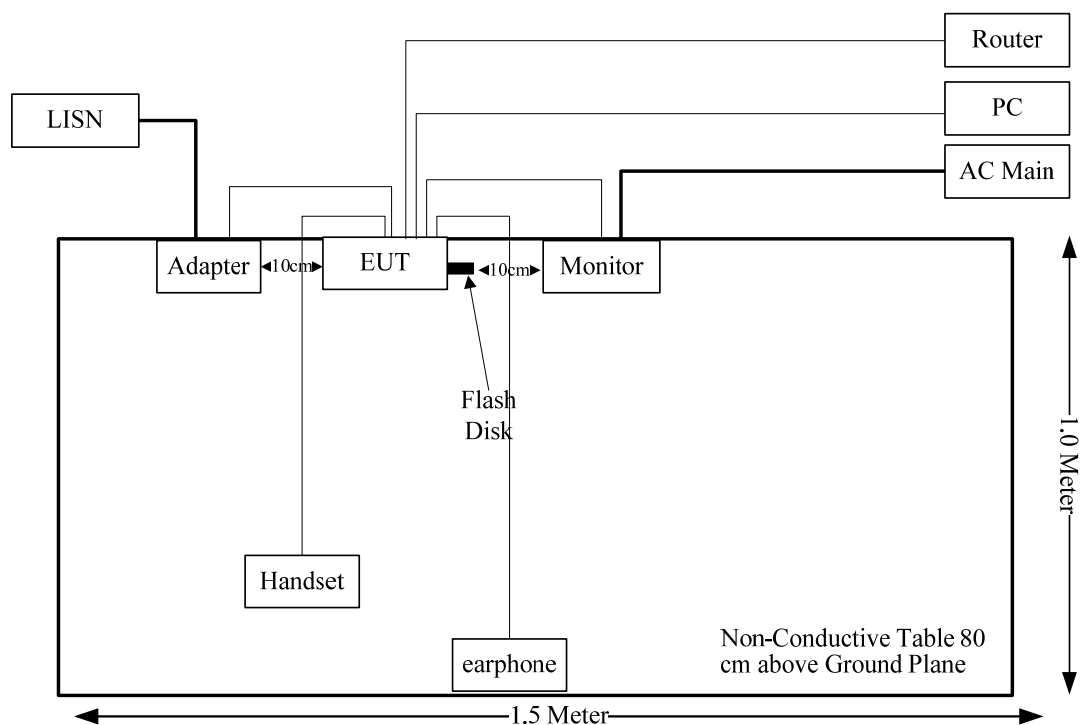 Router
LISN
PC
AC Main
Adapter
10cm
EUT
10cm
Monitor
Flash
Disk
1.0 Meter
Handset
earphone
Non-Conductive Table 80
cm above Ground Plane
1.5 Meter